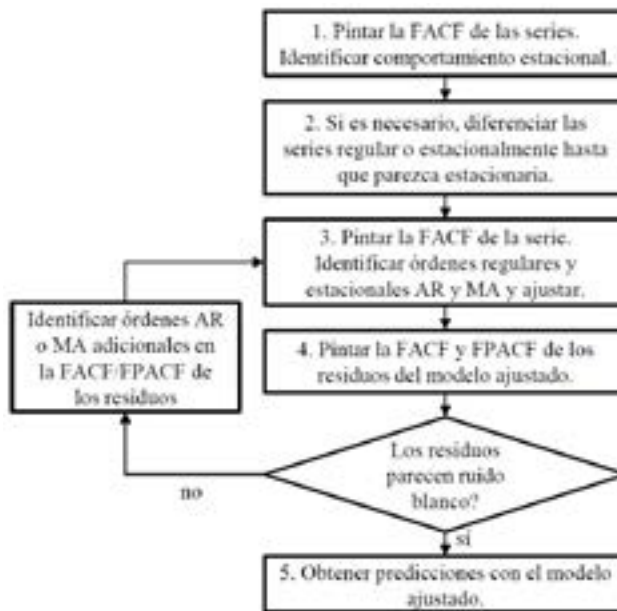 1. Pintar la FACF de las series.
Identificar comportamiento estacional.
2. Si es necesario, diferenciar las
series regular o estacionalmente hasta
que parezca estacionaria.
3. Pintar la FACF de la serie.
Identificar órdenes regulares y
estacionales AR y MA y ajustar.
Identificar órdenes AR
o MA adicionales en
la FACF/FPACF de
los residuos
4. Pintar la FACF y FPACF de los
residuos del modelo ajustado.
Los residuos
parecen ruido
blanco?
no
sí
5. Obtener predicciones con el modelo
ajustado.